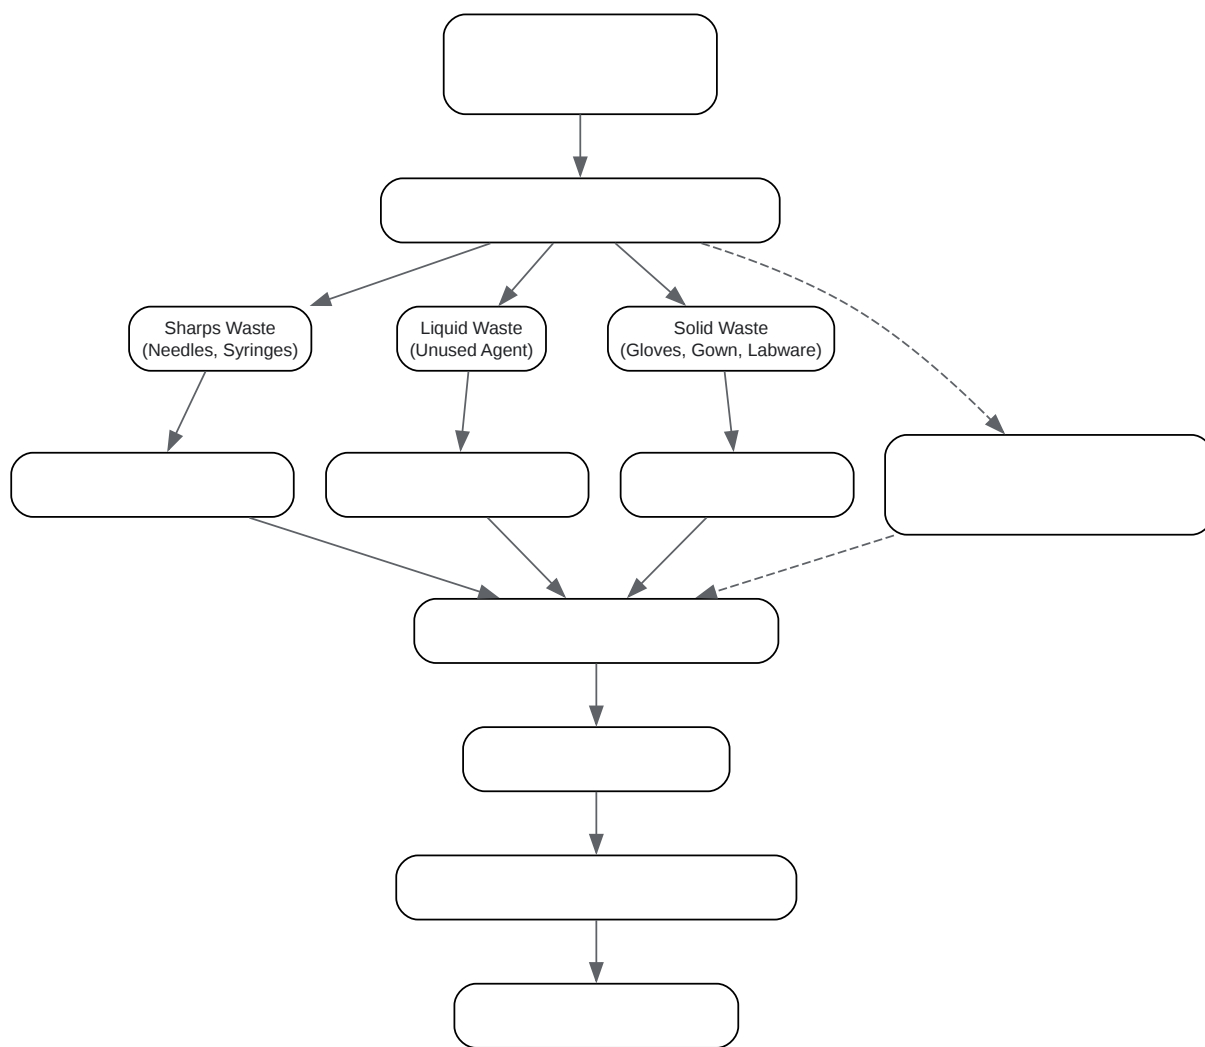 Sharps Waste
(Needles, Syringes)
Liquid Waste
(Unused Agent)
Solid Waste
(Gloves, Gown, Labware)